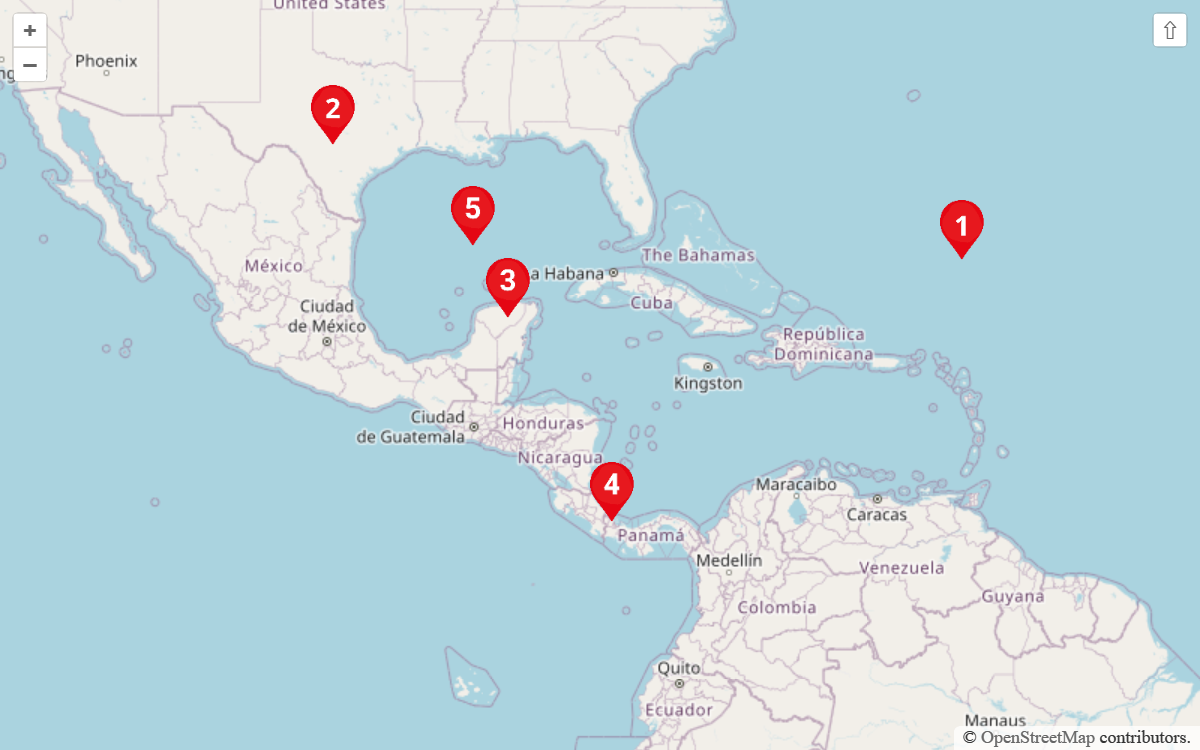 United States
+
−
⇧
Phoenix
2
5
1
The Bahamas
México
a Habana
3
Cuba
Ciudad
de México
República
Dominicana
Kingston
Ciudad
de Guatemala
Honduras
Nicaragua
4
Maracaibo
Caracas
Panamá
Medellín
Venezuela
Guyana
Colombia
Quito
Ecuador
Manaus
© OpenStreetMap contributors.